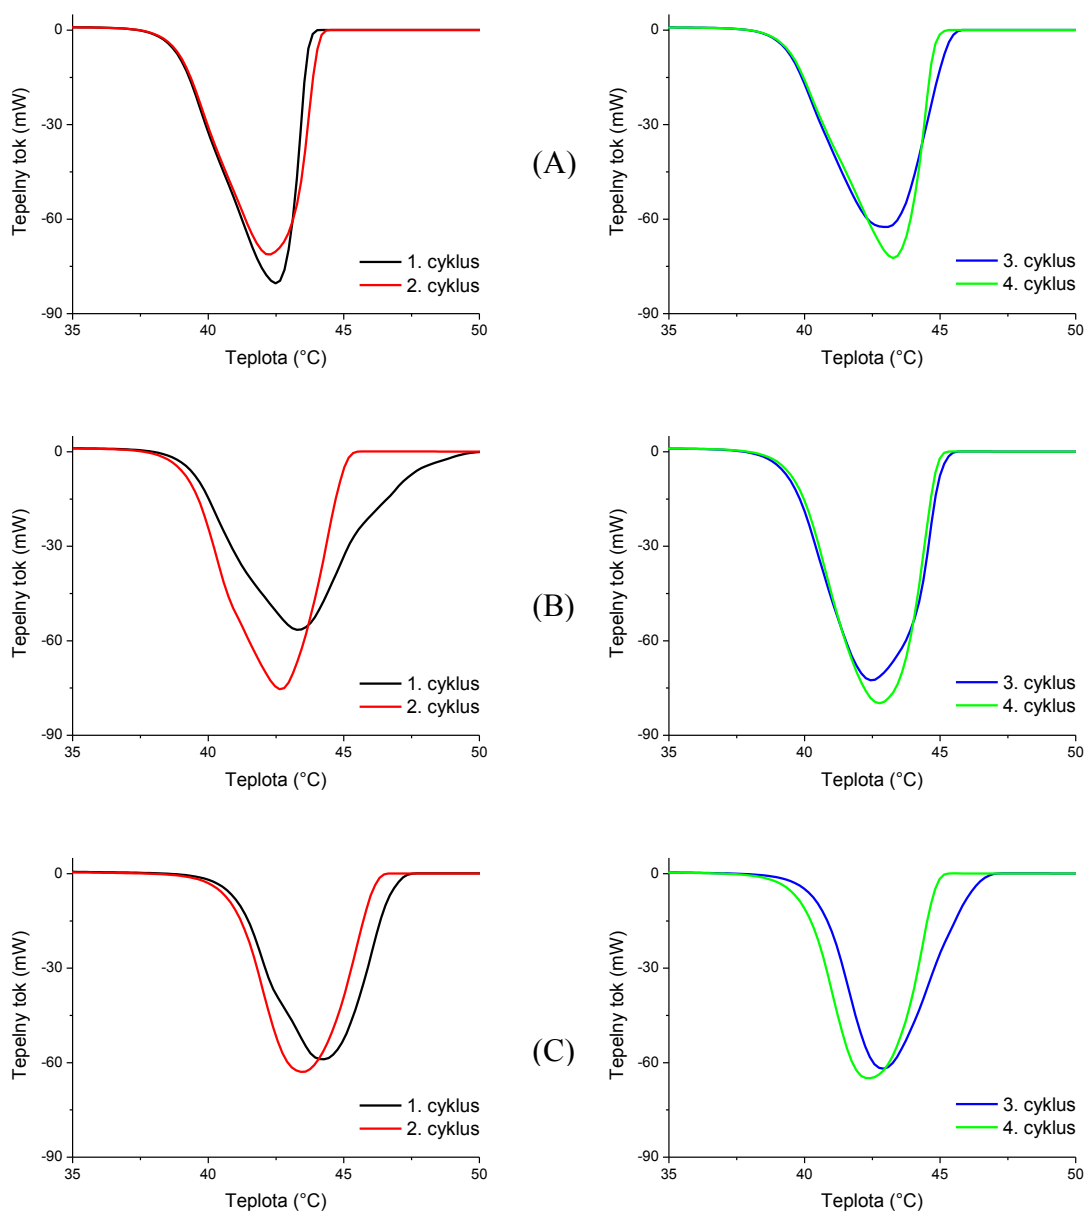 0
-30
-60
-90
35
40
45
50
Tepelny tok (mW)
Teplota (°C)
1. cyklus
2. cyklus
(A)
0
-30
-60
-90
35
40
45
50
Tepelny tok (mW)
Teplota (°C)
3. cyklus
4. cyklus
0
-30
-60
-90
35
40
45
50
Tepelny tok (mW)
Teplota (°C)
1. cyklus
2. cyklus
(B)
0
-30
-60
-90
35
40
45
50
Tepelny tok (mW)
Teplota (°C)
3. cyklus
4. cyklus
0
-30
-60
-90
35
40
45
50
Tepelny tok (mW)
Teplota (°C)
1. cyklus
2. cyklus
(C)
0
-30
-60
-90
35
40
45
50
Tepelny tok (mW)
Teplota (°C)
3. cyklus
4. cyklus